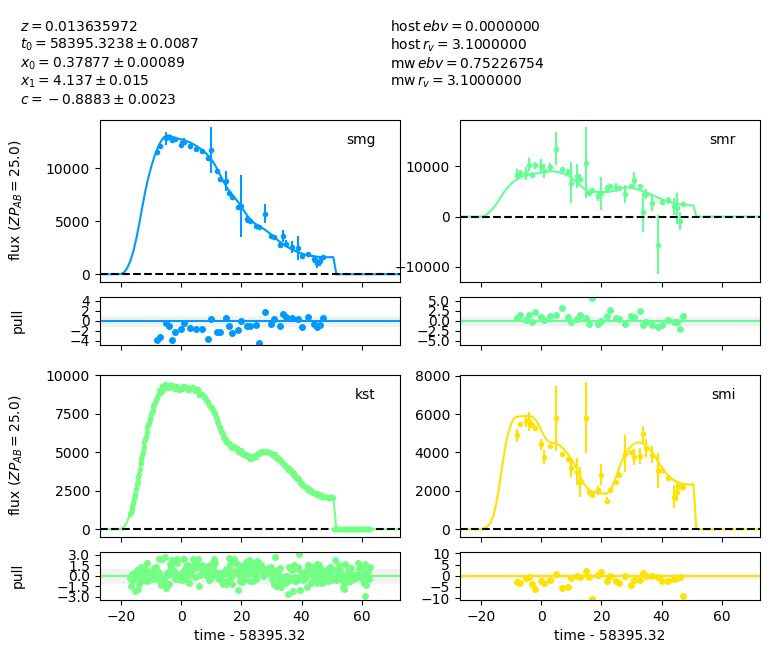 z = 0.013635972
t₀ = 58395.3238 ± 0.0087
x₀ = 0.37877 ± 0.00089
x₁ = 4.137 ± 0.015
c = − 0.8883 ± 0.0023
host ebv = 0.0000000
host r_v = 3.1000000
mw ebv = 0.75226754
mw r_v = 3.1000000
flux (ZP_AB = 25.0)
10000
5000
0
smg
10000
0
−10000
smr
pull
4
2
0
−2
−4
5.0
2.5
0.0
−2.5
−5.0
flux (ZP_AB = 25.0)
10000
7500
5000
2500
0
kst
8000
6000
4000
2000
0
smi
pull
3.0
1.5
0.0
−1.5
−3.0
10
5
0
−5
−10
−20 0 20 40 60
−20 0 20 40 60
time - 58395.32
time - 58395.32